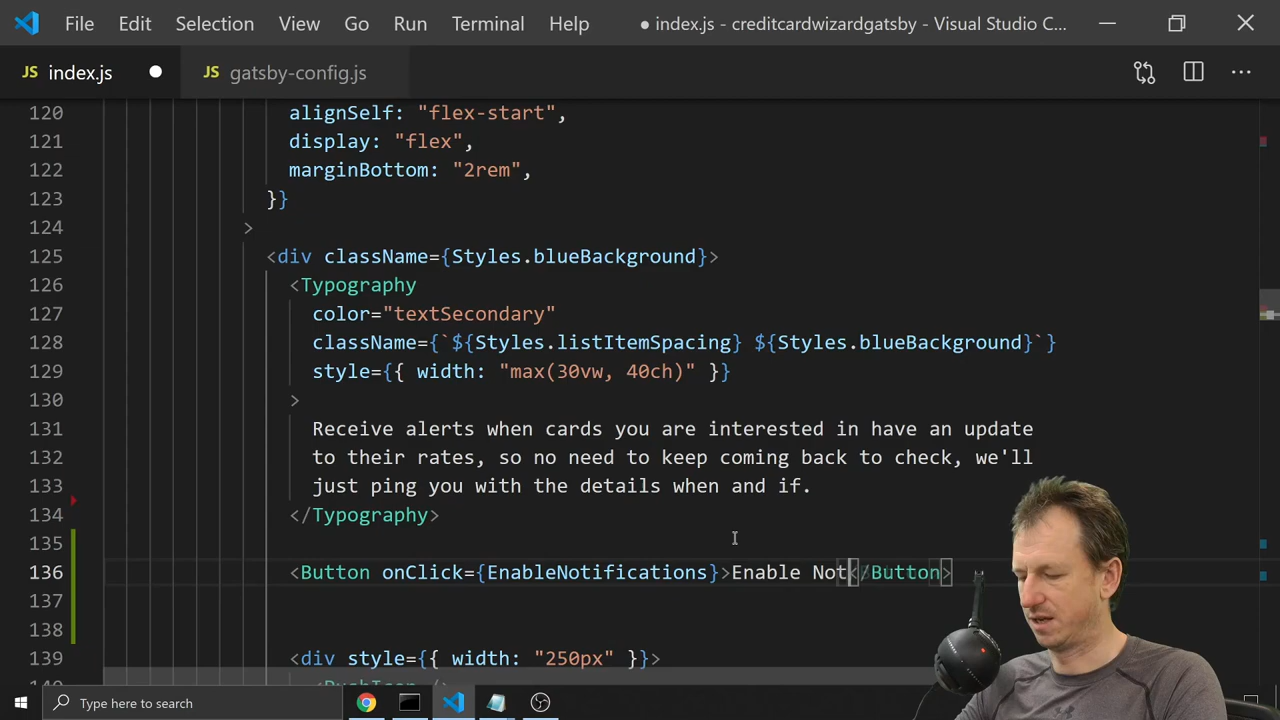 File Edit Selection View Go Run Terminal Help ● index.js - creditcardwizardgatsby - Visual Studio C...
JS index.js ● JS gatsby-config.js
120 alignSelf: "flex-start",
121 display: "flex",
122 marginBottom: "2rem",
123 }}
124 >
125 <div className={Styles.blueBackground}>
126 <Typography
127 color="textSecondary"
128 className={`${Styles.listItemSpacing} ${Styles.blueBackground}`}
129 style={{ width: "max(30vw, 40ch)" }}
130 >
131 Receive alerts when cards you are interested in have an update
132 to their rates, so no need to keep coming back to check, we'll
133 just ping you with the details when and if.
134 </Typography>
135
136 <Button onClick={EnableNotifications}>Enable Not</Button>
137
138
139 <div style={{ width: "250px" }}>
<PushIcon />
Type here to search